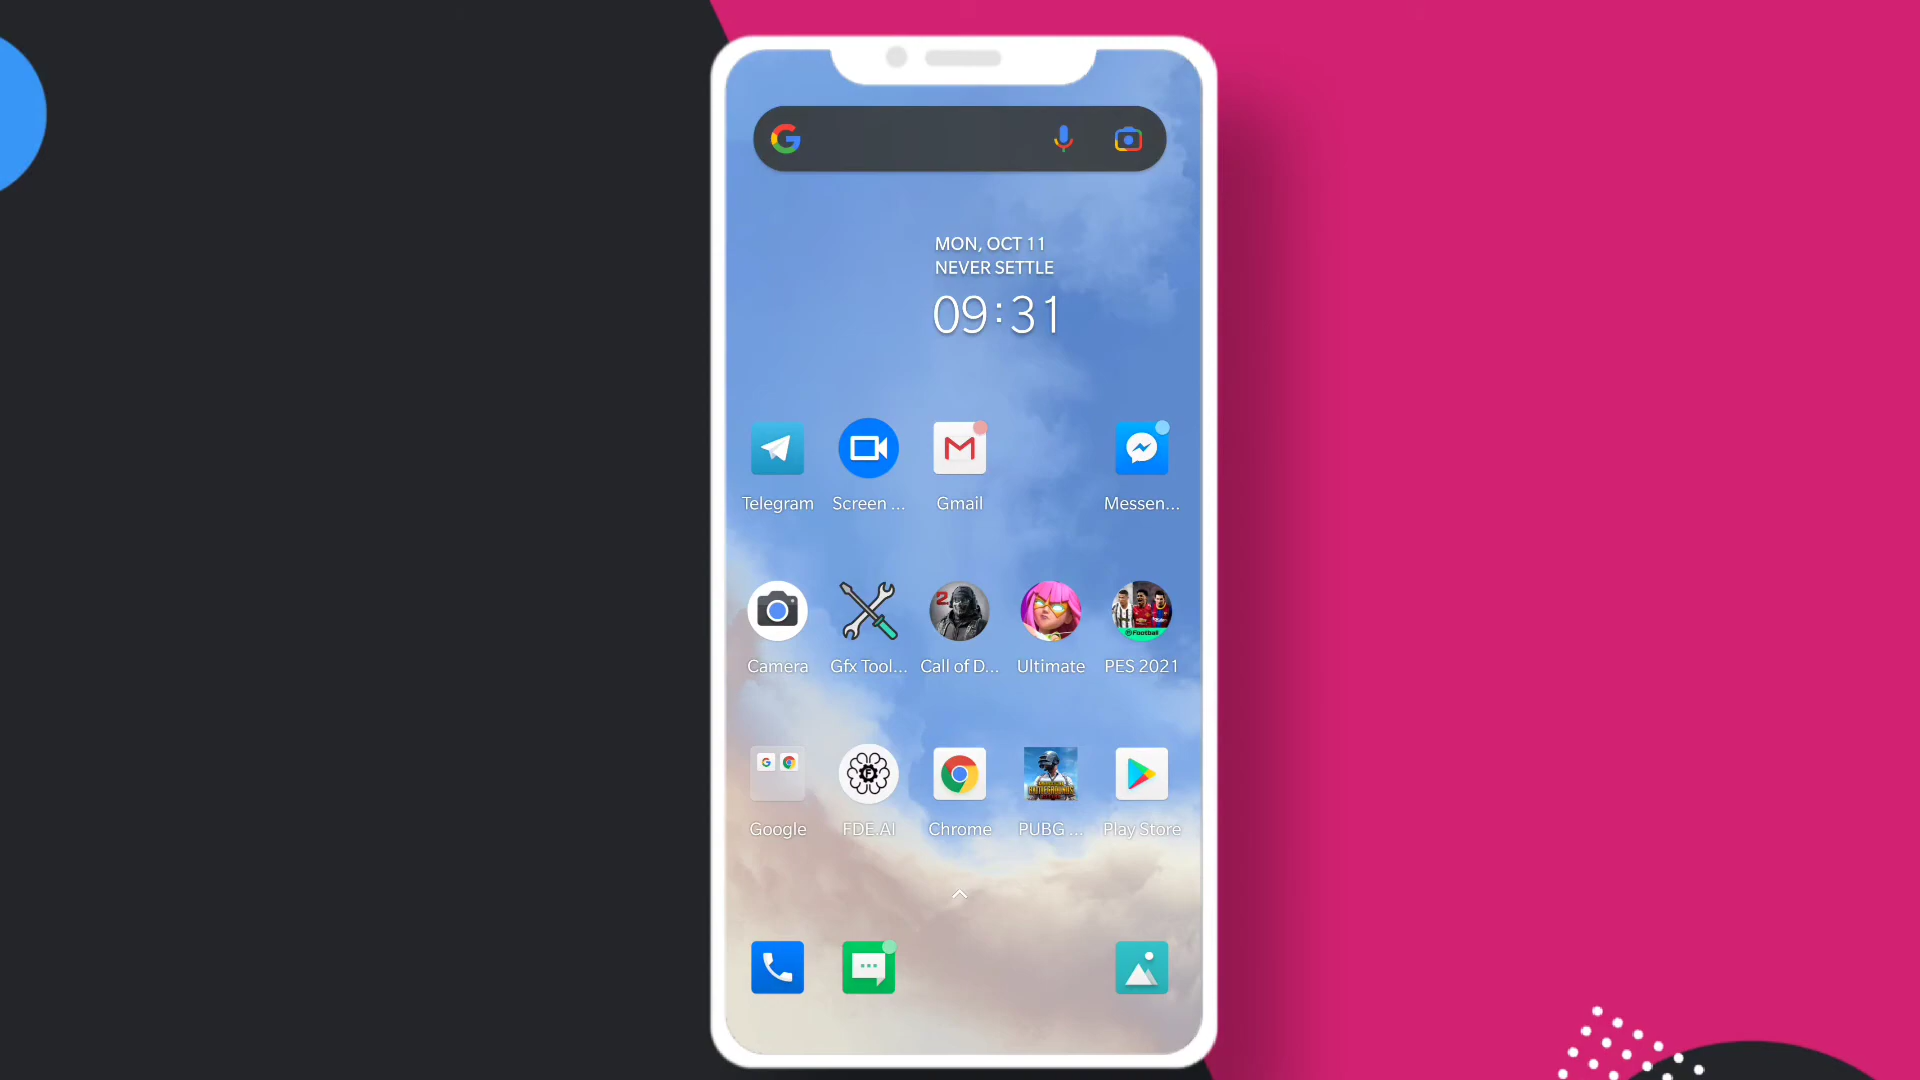 MON, OCT 11
NEVER SETTLE
09:31
Telegram
Screen ...
Gmail
Messen...
Camera
Gfx Tool...
Call of D...
Ultimate
PES 2021
Google
FDE.AI
Chrome
PUBG ...
Play Store